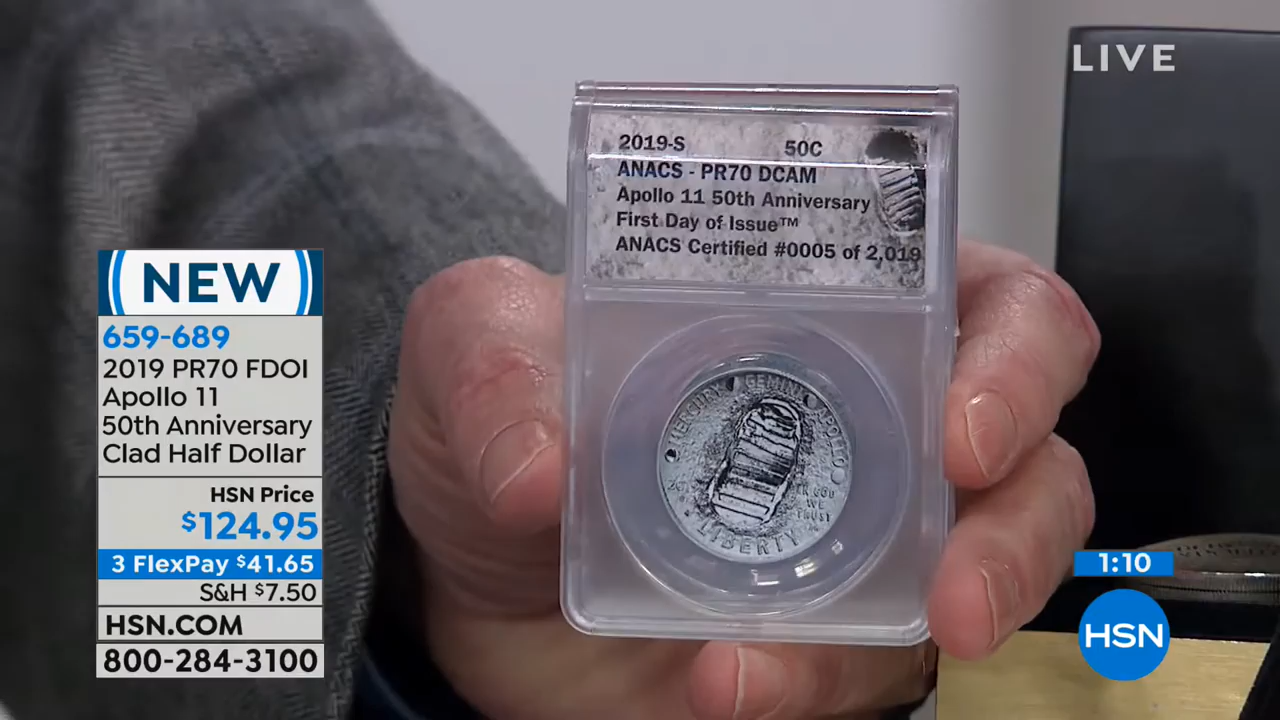 LIVE
2019-S 50C
ANACS - PR70 DCAM
Apollo 11 50th Anniversary
First Day of Issue™
ANACS Certified #0005 of 2,019
MERCURY GEMINI APOLLO
GOD
WE
TRUST
LIBERTY
NEW
659-689
2019 PR70 FDOI
Apollo 11
50th Anniversary
Clad Half Dollar
HSN Price
$124.95
3 FlexPay $41.65
S&H $7.50
HSN.COM
800-284-3100
1:10
HSN